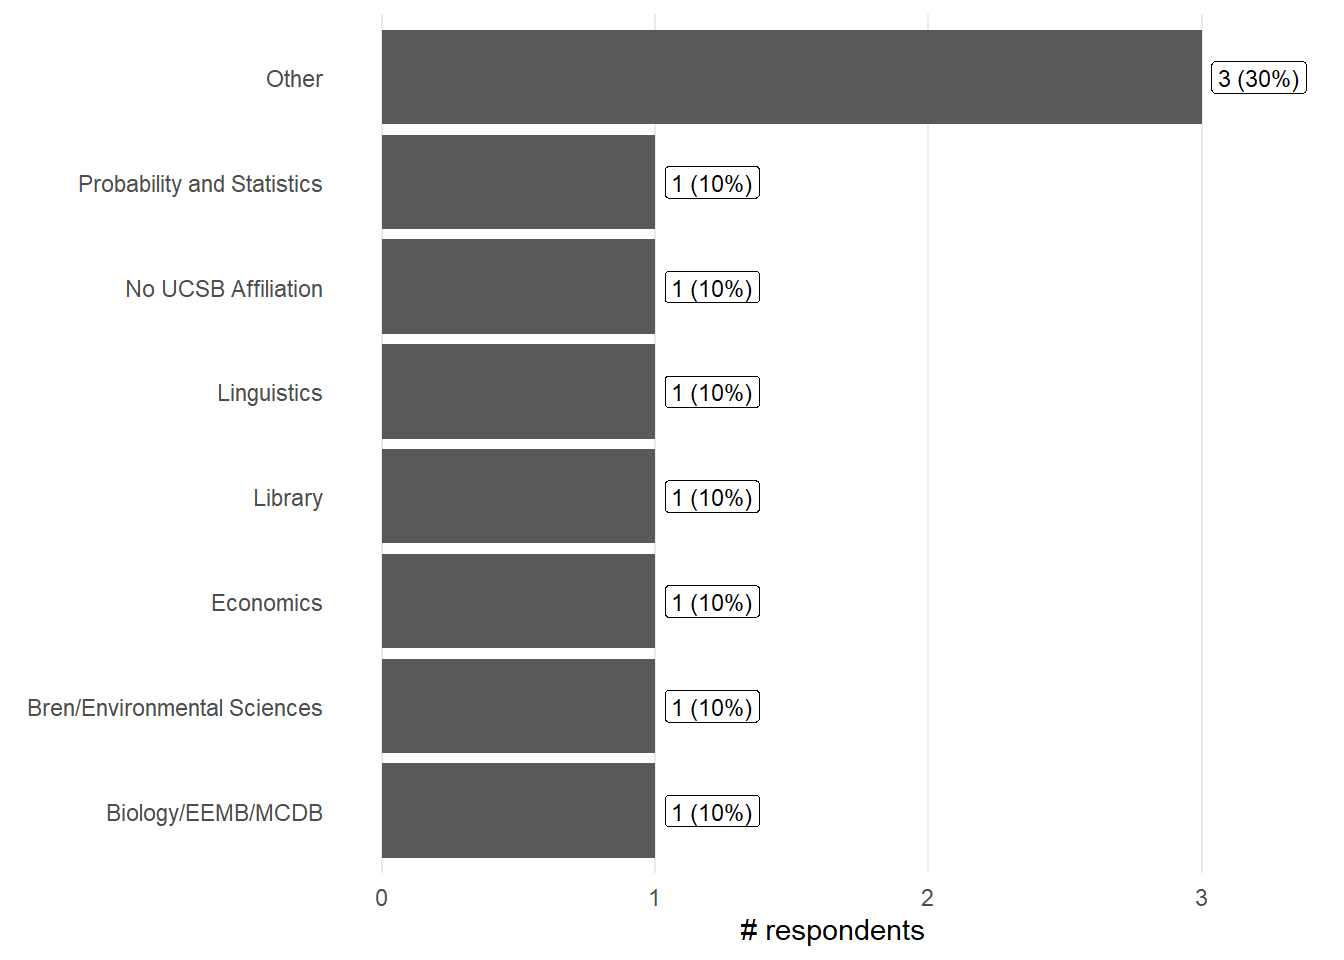 Other
3 (30%)
Probability and Statistics
1 (10%)
No UCSB Affiliation
1 (10%)
Linguistics
1 (10%)
Library
1 (10%)
Economics
1 (10%)
Bren/Environmental Sciences
1 (10%)
Biology/EEMB/MCDB
1 (10%)
0 1 2 3
# respondents